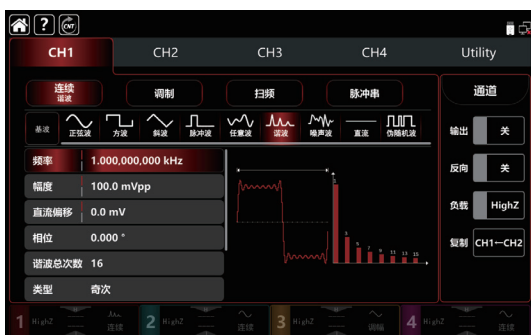 ? CNT
CH1 CH2 CH3 CH4 Utility
连续
谐波
调制 扫频 脉冲串
通道
基波 正弦波 方波 斜波 脉冲波 任意波 谐波 噪声波 直流 伪随机波
频率 1.000,000,000 kHz
幅度 100.0 mVpp
直流偏移 0.0 mV
相位 0.000 °
谐波总次数 16
类型 奇次
1 3 5 7 9 11 13 15
输出 关
反向 关
负载 HighZ
复制 CH1←CH2
1 HighZ 连续 2 HighZ 连续 3 HighZ 调幅 4 HighZ